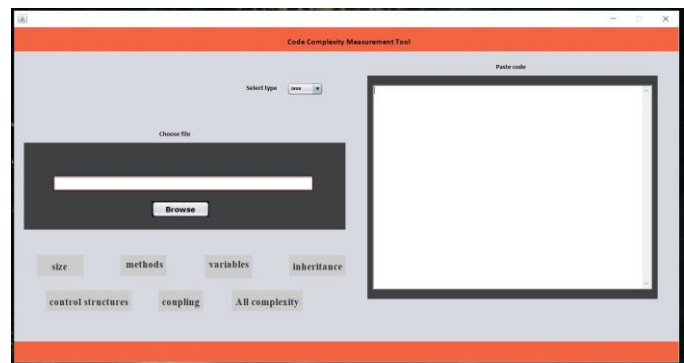 Code Complexity Measurement Tool
Paste code
Select type
Java
Choose file
Browse
size
methods
variables
inheritance
control structures
coupling
All complexity